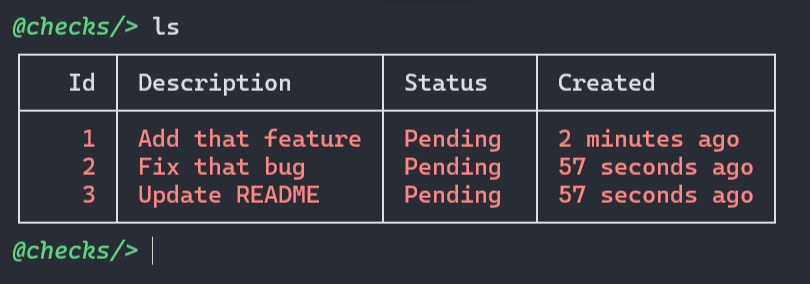 @checks/> ls
Id Description Status Created
1 Add that feature Pending 2 minutes ago
2 Fix that bug Pending 57 seconds ago
3 Update README Pending 57 seconds ago
@checks/>